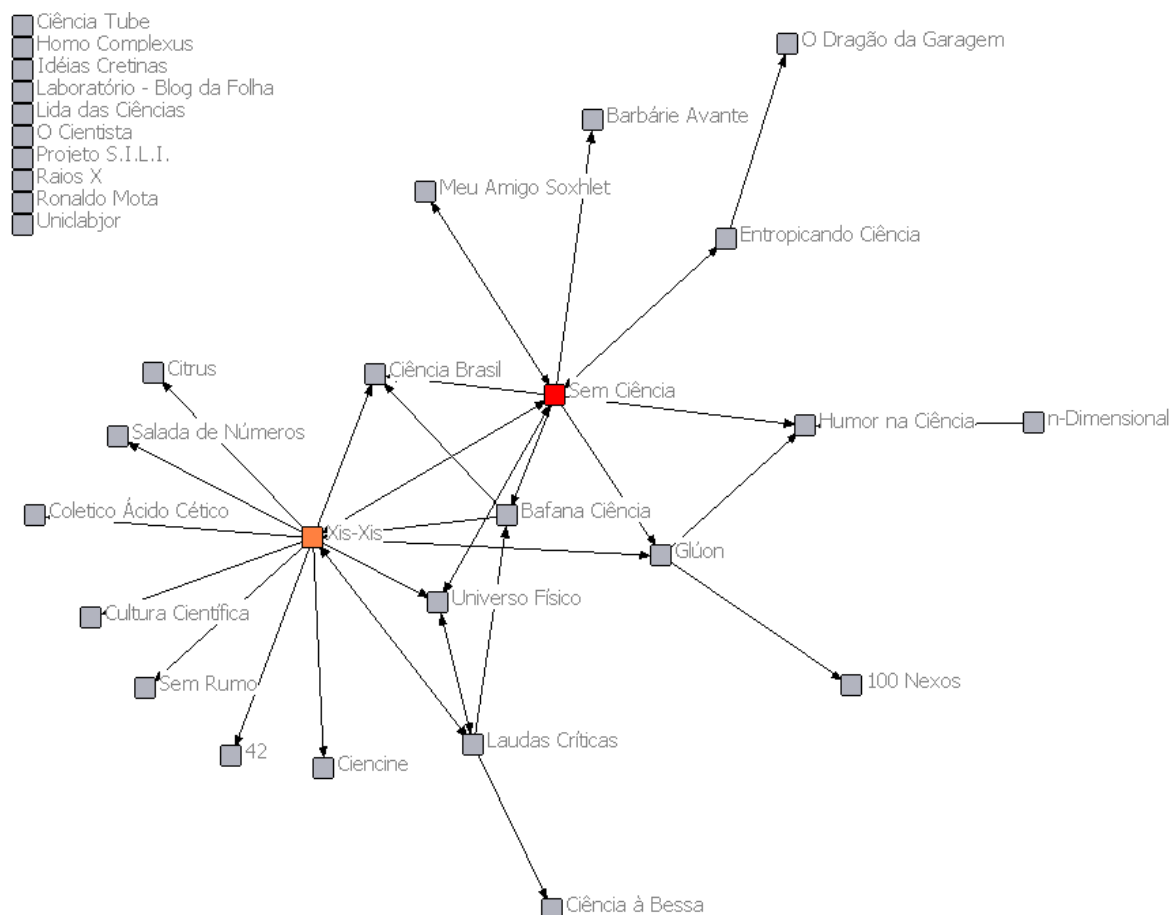 Ciência Tube
Homo Complexus
Idéias Cretinas
Laboratório - Blog da Folha
Lida das Ciências
O Cientista
Projeto S.I.L.I.
Raios X
Ronaldo Mota
Uniclabjor
O Dragão da Garagem
Barbárie Avante
Meu Amigo Soxhlet
Entropicando Ciência
Citrus
Ciência Brasil
Sem Ciência
Humor na Ciência
n-Dimensional
Salada de Números
Coletico Ácido Cético
Xis-Xis
Bafana Ciência
Glúon
Cultura Científica
Universo Físico
Sem Rumo
100 Nexos
42
Ciencine
Laudas Críticas
Ciência à Bessa